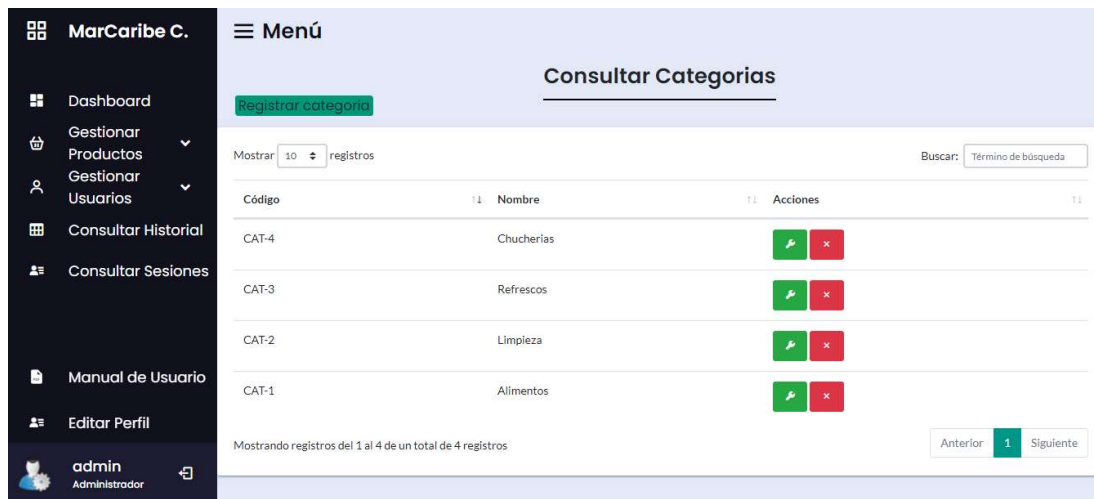 MarCaribe C.
Menú
Consultar Categorias
Registrar categoria
Dashboard
Gestionar
Productos
Gestionar
Usuarios
Consultar Historial
Consultar Sesiones
Manual de Usuario
Editar Perfil
admin
Administrador
Mostrar 10 registros
Buscar: Término de búsqueda
Código Nombre Acciones
CAT-4 Chucherias
CAT-3 Refrescos
CAT-2 Limpieza
CAT-1 Alimentos
Mostrando registros del 1 al 4 de un total de 4 registros
Anterior 1 Siguiente